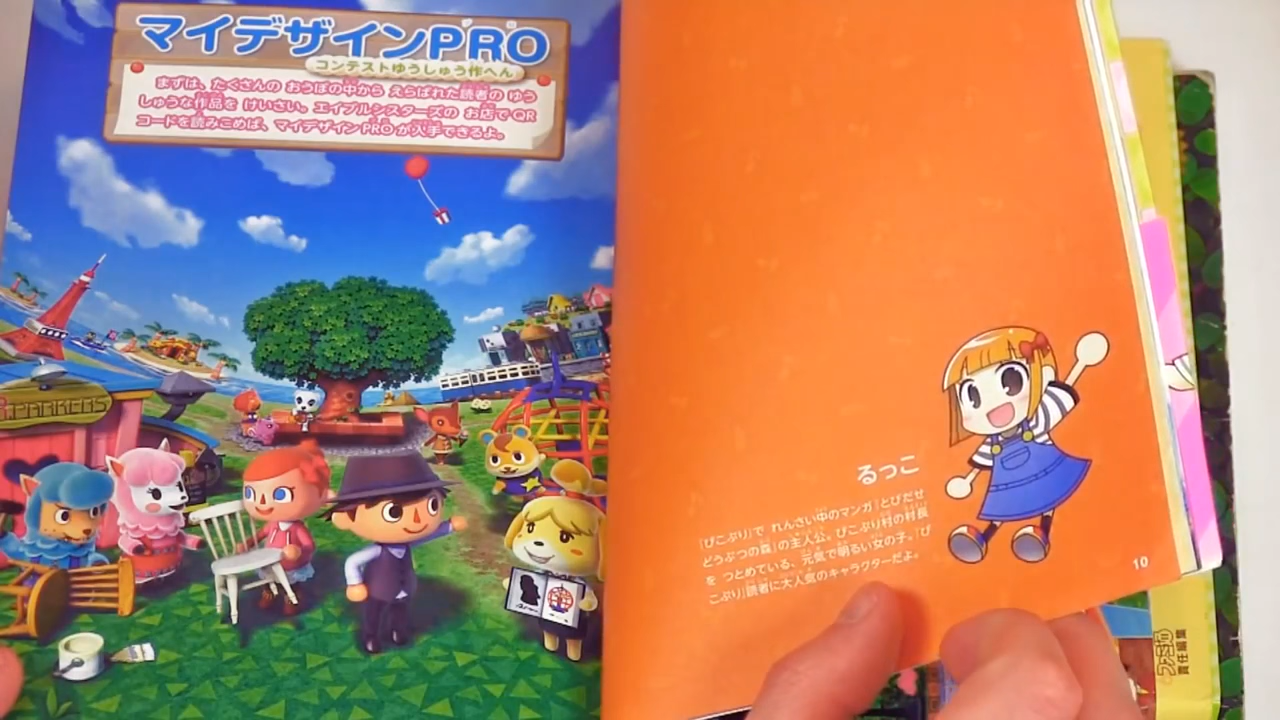 マイデザインPRO
コンテストゆうしゅう作へん
まずは、たくさんの おうぼの中から えらばれた読者の ゆう
しゅうな作品を けいさい。エイブルシスターズの お店で QR
コードを読みこめば、マイデザインPROが入手できるよ。
PARKERS
るっこ
『ぴこぷり』で れんさい中のマンガ『とびだせ
どうぶつの森』の主人公。ぴこぷり村の村長
を つとめている、元気で明るい女の子。『ぴ
こぷり』読者に大人気のキャラクターだよ。
10
ファミ通
責任編集